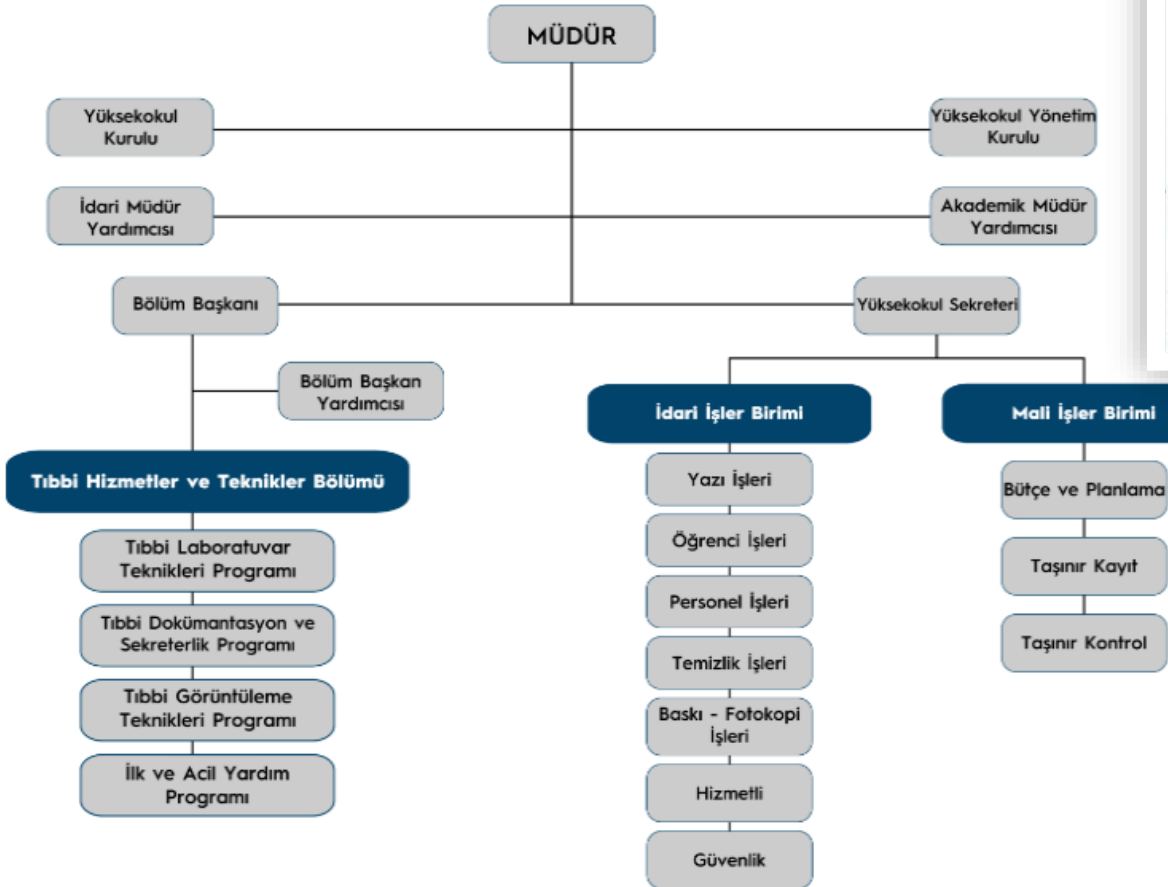 MÜDÜR
Yüksekokul
Kurulu
Yüksekokul Yönetim
Kurulu
İdari Müdür
Yardımcısı
Akademik Müdür
Yardımcısı
Bölüm Başkanı
Yüksekokul Sekreteri
Bölüm Başkan
Yardımcısı
Tıbbi Hizmetler ve Teknikler Bölümü
Tıbbi Laboratuvar
Teknikleri Programı
Tıbbi Dokümantasyon ve
Sekreterlik Programı
Tıbbi Görüntüleme
Teknikleri Programı
İlk ve Acil Yardım
Programı
İdari İşler Birimi
Yazı İşleri
Öğrenci İşleri
Personel İşleri
Temizlik İşleri
Baskı - Fotokopi
İşleri
Hizmetli
Güvenlik
Mali İşler Birimi
Bütçe ve Planlama
Taşınır Kayıt
Taşınır Kontrol